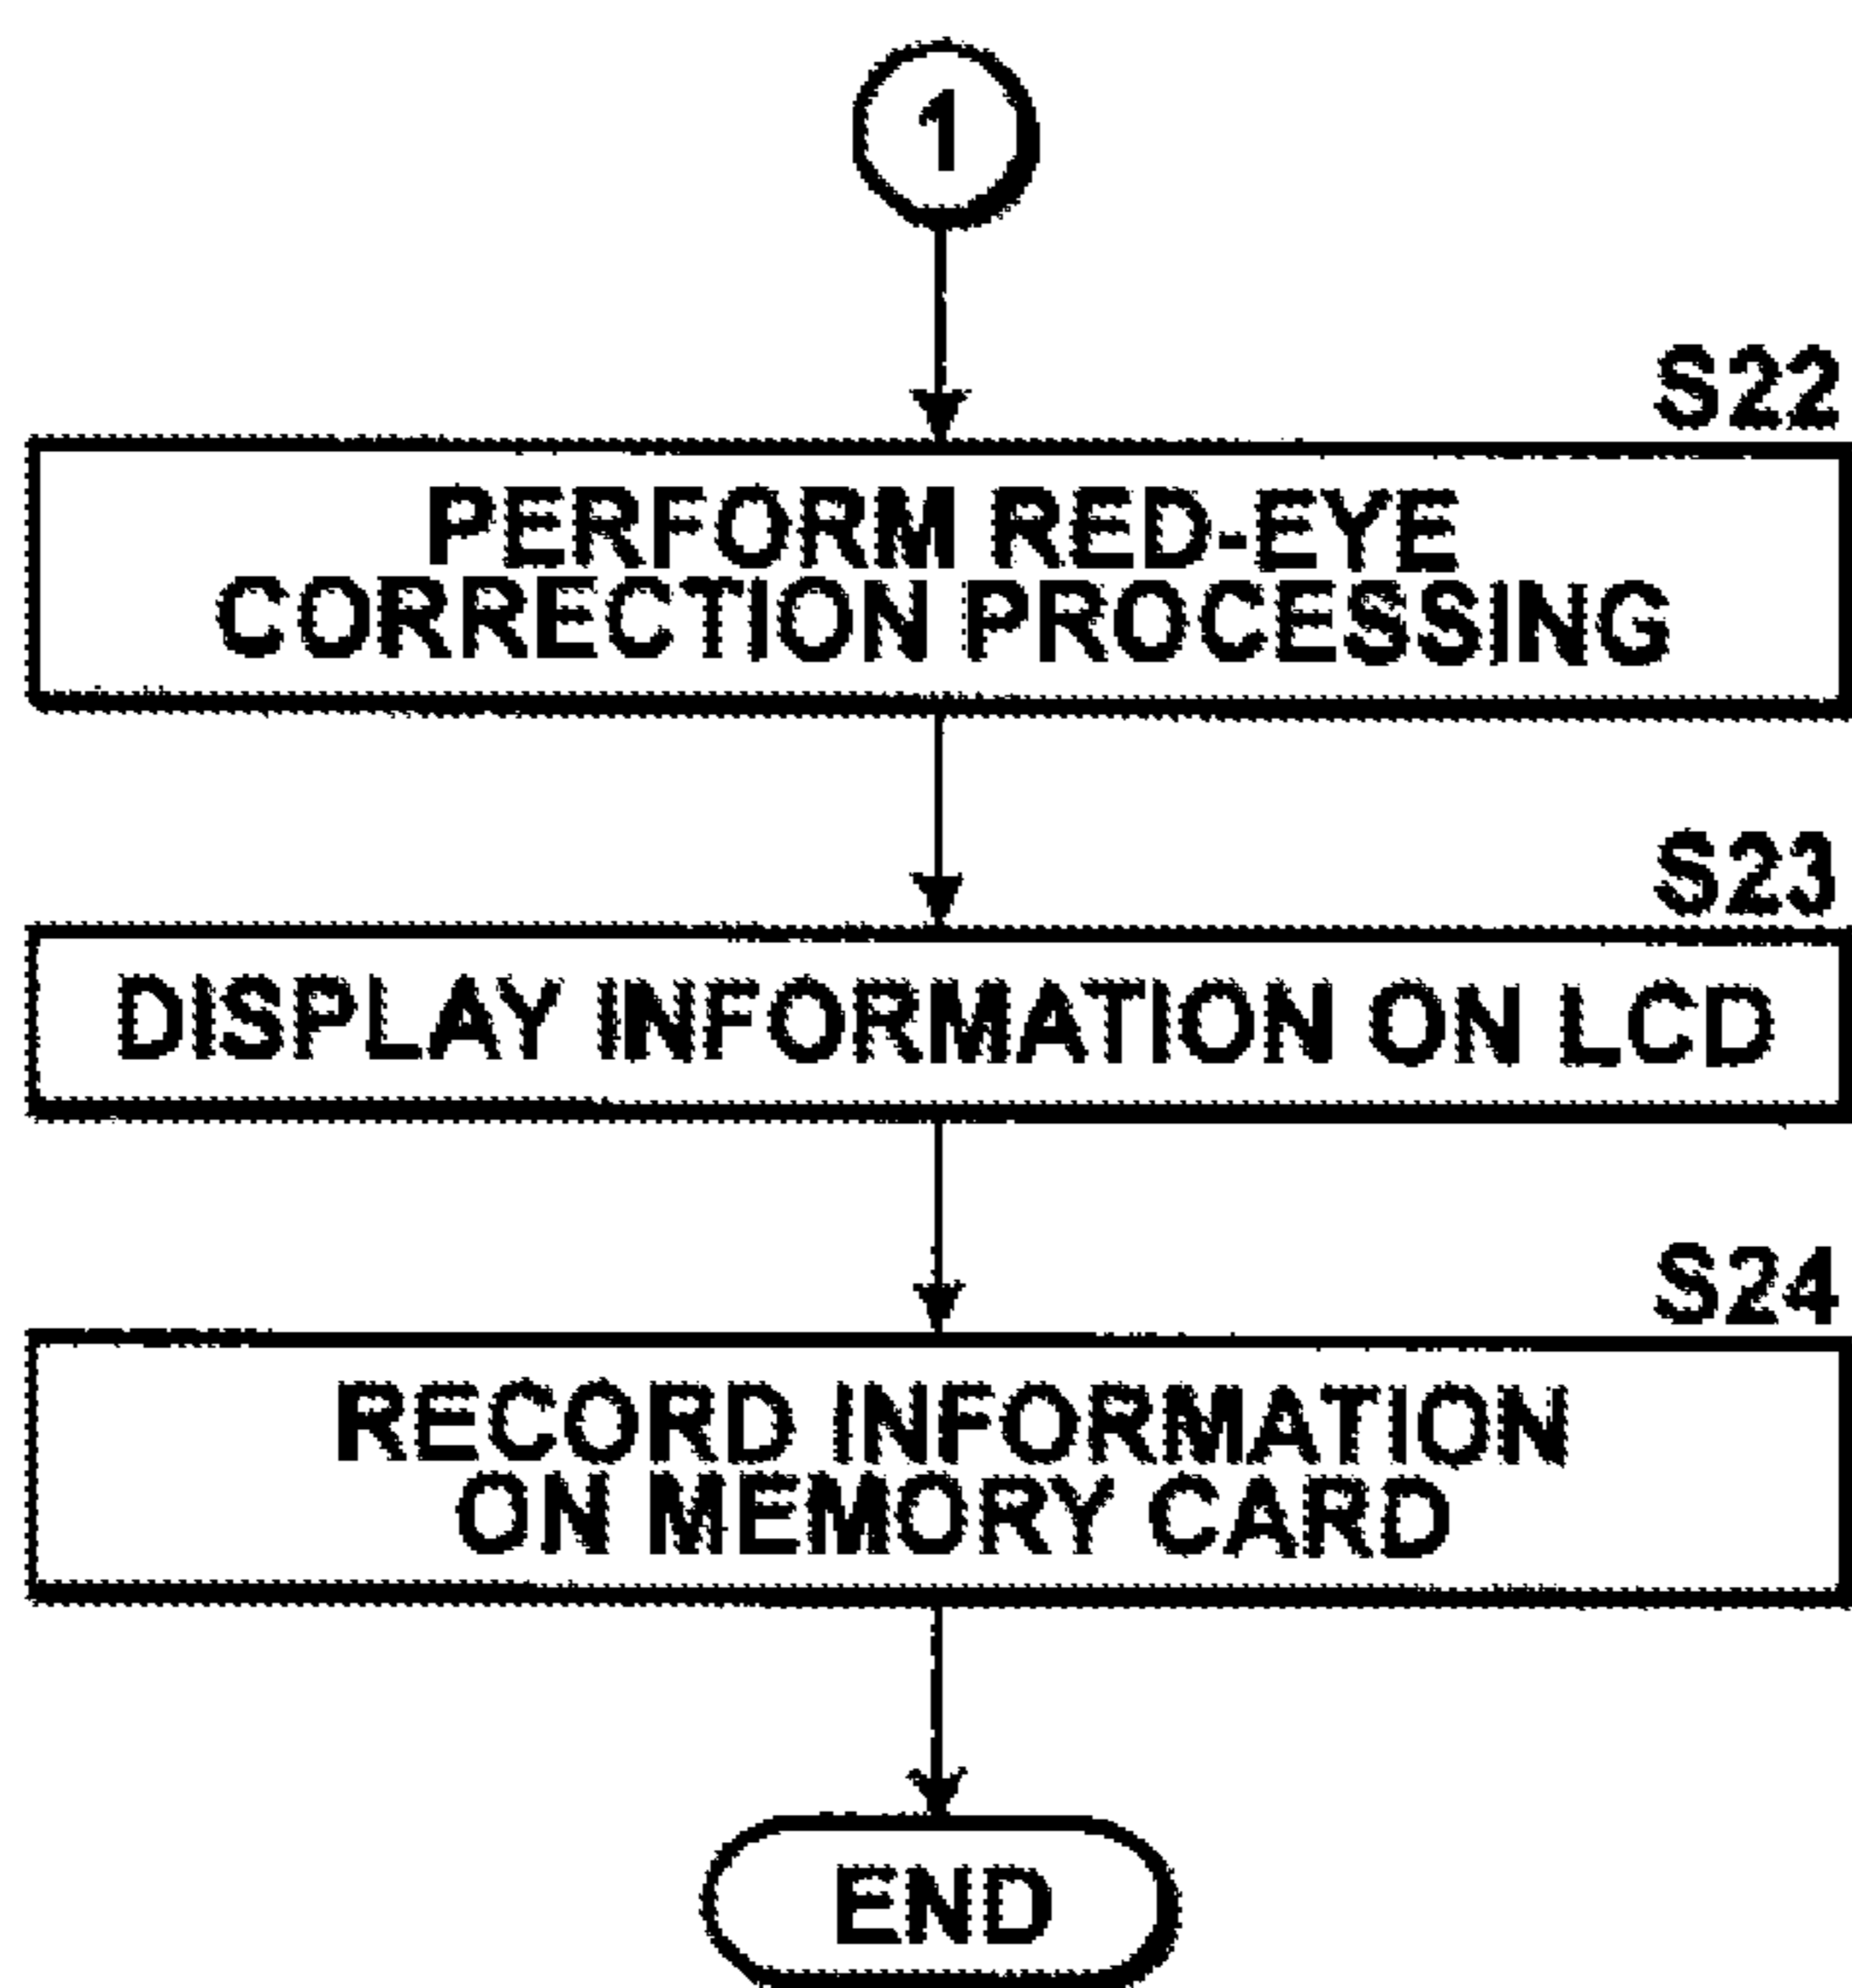 1
S22
PERFORM RED-EYE
CORRECTION PROCESSING
S23
DISPLAY INFORMATION ON LCD
S24
RECORD INFORMATION
ON MEMORY CARD
END